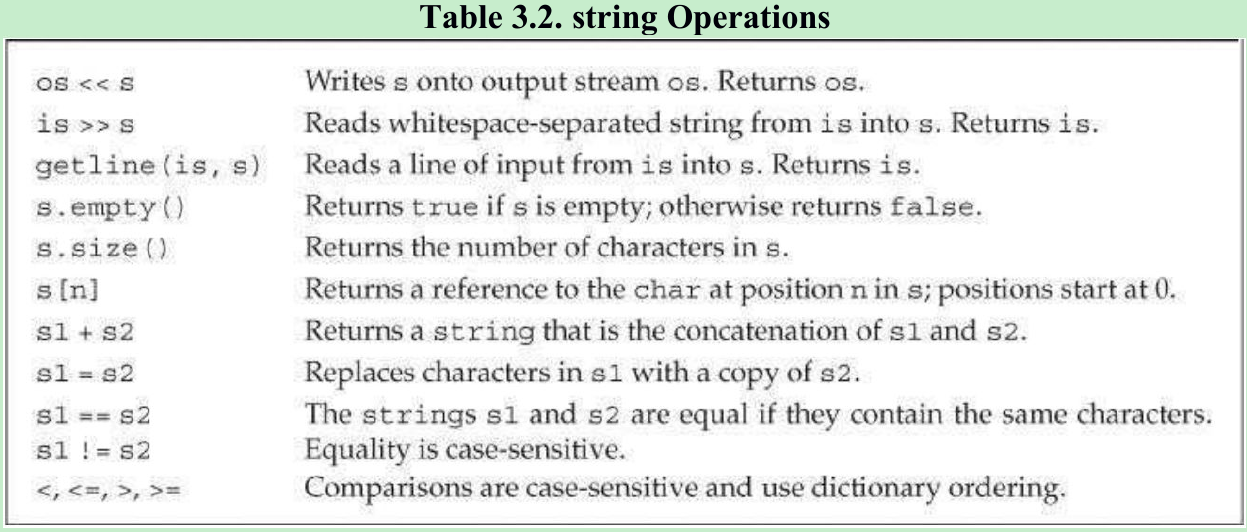 Table 3.2. string Operations
os << s Writes s onto output stream os. Returns os.
is >> s Reads whitespace-separated string from is into s. Returns is.
getline(is, s) Reads a line of input from is into s. Returns is.
s.empty() Returns true if s is empty; otherwise returns false.
s.size() Returns the number of characters in s.
s[n] Returns a reference to the char at position n in s; positions start at 0.
s1 + s2 Returns a string that is the concatenation of s1 and s2.
s1 = s2 Replaces characters in s1 with a copy of s2.
s1 == s2 The strings s1 and s2 are equal if they contain the same characters.
s1 != s2 Equality is case-sensitive.
<, <=, >, >= Comparisons are case-sensitive and use dictionary ordering.